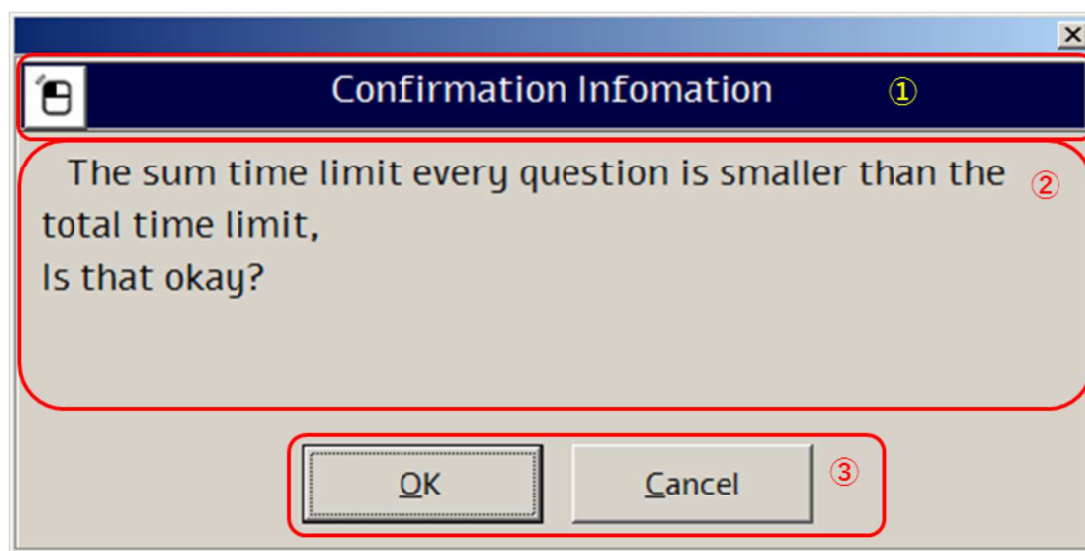 Confirmation Infomation ①
The sum time limit every question is smaller than the ②
total time limit,
Is that okay?
OK Cancel ③